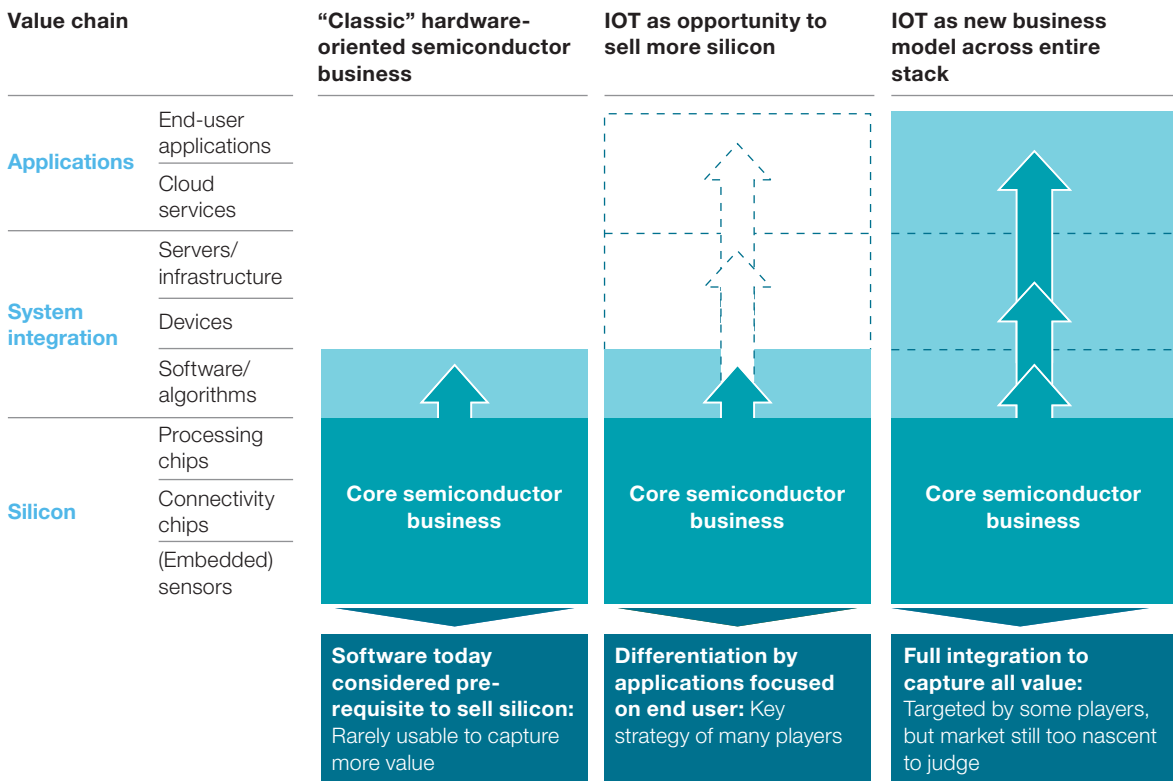 Value chain
“Classic” hardware-
oriented semiconductor
business
IOT as opportunity to
sell more silicon
IOT as new business
model across entire
stack
Applications
End-user
applications
Cloud
services
System
integration
Servers/
infrastructure
Devices
Software/
algorithms
Silicon
Processing
chips
Connectivity
chips
(Embedded)
sensors
Core semiconductor
business
Core semiconductor
business
Core semiconductor
business
Software today
considered pre-
requisite to sell silicon:
Rarely usable to capture
more value
Differentiation by
applications focused
on end user: Key
strategy of many players
Full integration to
capture all value:
Targeted by some players,
but market still too nascent
to judge